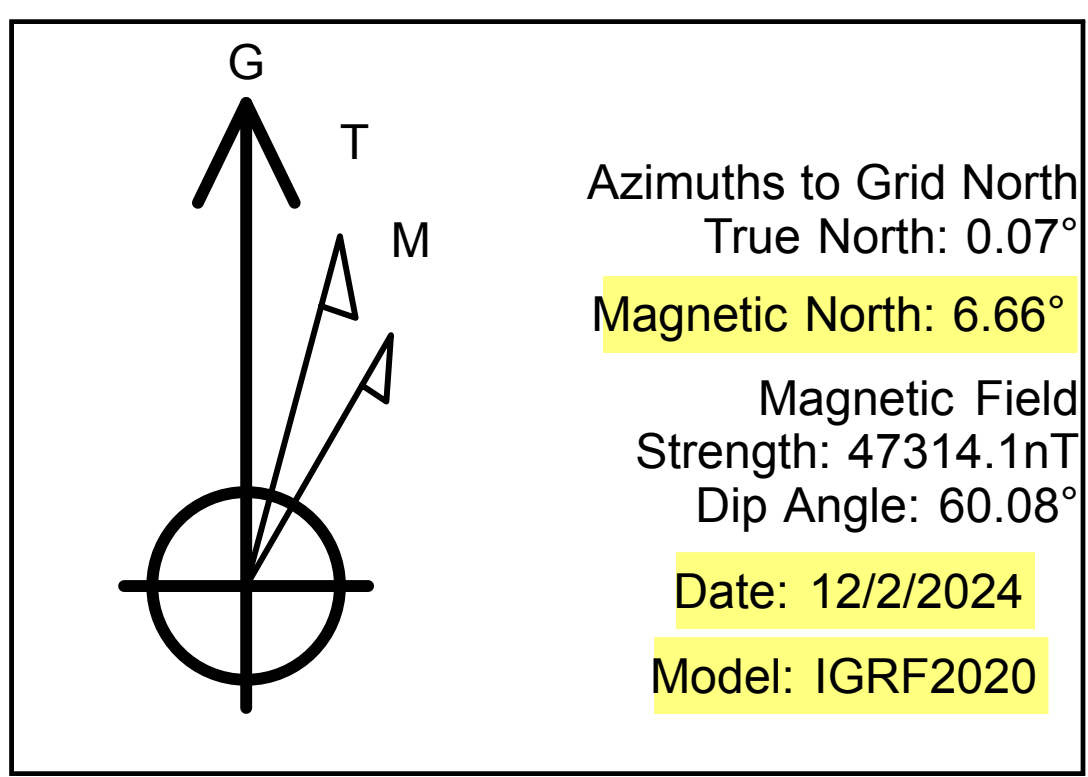 G
T
M
Azimuths to Grid North
True North: 0.07°
Magnetic North: 6.66°
Magnetic Field
Strength: 47314.1nT
Dip Angle: 60.08°
Date: 12/2/2024
Model: IGRF2020